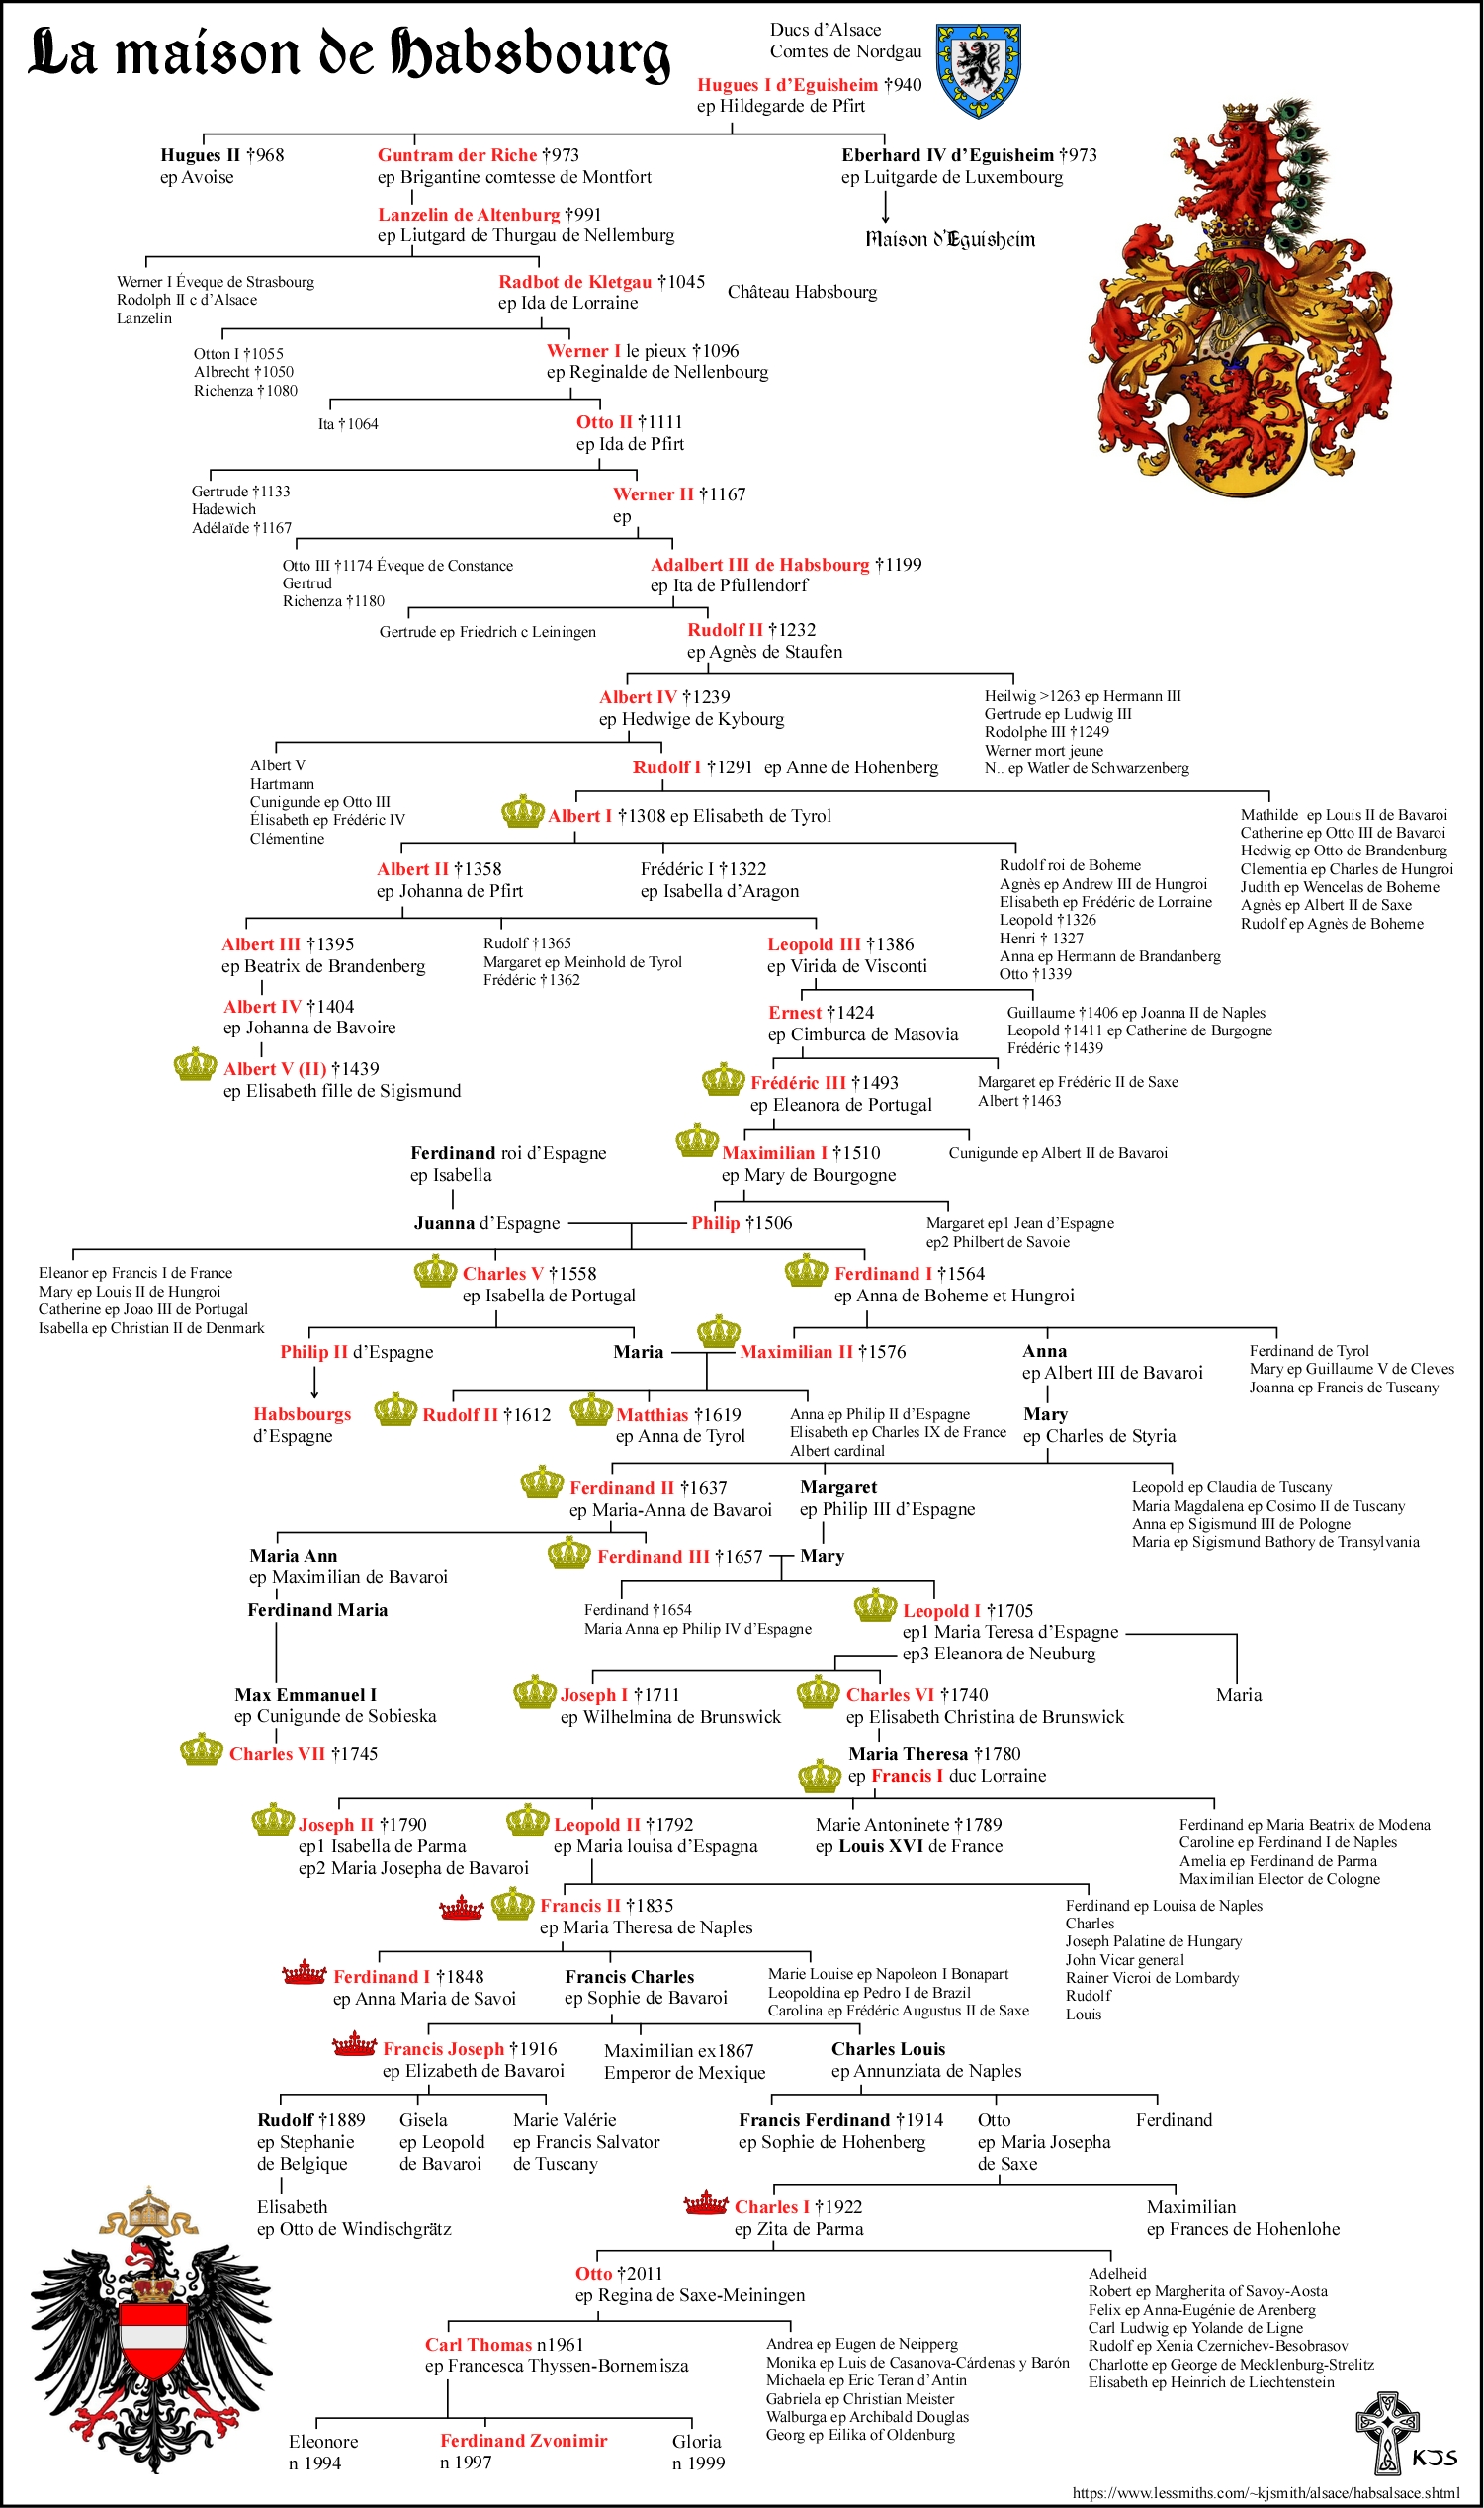 La maison de Habsbourg
Ducs d'Alsace
Comtes de Nordgau
Hugues I d'Eguisheim †940
ep Hildegarde de Pfirt
Hugues II †968
ep Avoise
Guntram der Riche †973
ep Brigantine comtesse de Montfort
Eberhard IV d'Eguisheim †973
ep Luitgarde de Luxembourg
Maison d'Eguisheim
Lanzelin de Altenburg †991
ep Liutgard de Thurgau de Nellemburg
Werner I Éveque de Strasbourg
Rodolph II c d'Alsace
Lanzelin
Radbot de Kletgau †1045
ep Ida de Lorraine
Château Habsbourg
Otton I †1055
Albrecht †1050
Richenza †1080
Werner I le pieux †1096
ep Reginalde de Nellenbourg
Ita †1064
Otto II †1111
ep Ida de Pfirt
Gertrude †1133
Hadewich
Adélaïde †1167
Werner II †1167
ep
Otto III †1174 Éveque de Constance
Gertrud
Richenza †1180
Adalbert III de Habsbourg †1199
ep Ita de Pfullendorf
Gertrude ep Friedrich c Leiningen
Rudolf II †1232
ep Agnès de Staufen
Albert IV †1239
ep Hedwige de Kybourg
Heilwig >1263 ep Hermann III
Gertrude ep Ludwig III
Rodolphe III †1249
Werner mort jeune
N.. ep Watler de Schwarzenberg
Albert V
Hartmann
Cunigunde ep Otto III
Élisabeth ep Frédéric IV
Clémentine
Rudolf I †1291 ep Anne de Hohenberg
Albert I †1308 ep Elisabeth de Tyrol
Mathilde ep Louis II de Bavaroi
Catherine ep Otto III de Bavaroi
Hedwig ep Otto de Brandenburg
Clementia ep Charles de Hungroi
Judith ep Wencelas de Boheme
Agnès ep Albert II de Saxe
Rudolf ep Agnès de Boheme
Albert II †1358
ep Johanna de Pfirt
Frédéric I †1322
ep Isabella d'Aragon
Rudolf roi de Boheme
Agnès ep Andrew III de Hungroi
Elisabeth ep Frédéric de Lorraine
Leopold †1326
Henri † 1327
Anna ep Hermann de Brandanberg
Otto †1339
Albert III †1395
ep Beatrix de Brandenberg
Rudolf †1365
Margaret ep Meinhold de Tyrol
Frédéric †1362
Leopold III †1386
ep Virida de Visconti
Albert IV †1404
ep Johanna de Bavoire
Ernest †1424
ep Cimburca de Masovia
Guillaume †1406 ep Joanna II de Naples
Leopold †1411 ep Catherine de Burgogne
Frédéric †1439
Albert V (II) †1439
ep Elisabeth fille de Sigismund
Frédéric III †1493
ep Eleanora de Portugal
Margaret ep Frédéric II de Saxe
Albert †1463
Ferdinand roi d'Espagne
ep Isabella
Maximilian I †1510
ep Mary de Bourgogne
Cunigunde ep Albert II de Bavaroi
Juanna d'Espagne
Philip †1506
Margaret ep1 Jean d'Espagne
ep2 Philbert de Savoie
Eleanor ep Francis I de France
Mary ep Louis II de Hungroi
Catherine ep Joao III de Portugal
Isabella ep Christian II de Denmark
Charles V †1558
ep Isabella de Portugal
Ferdinand I †1564
ep Anna de Boheme et Hungroi
Philip II d'Espagne
Maria
Maximilian II †1576
Anna
ep Albert III de Bavaroi
Ferdinand de Tyrol
Mary ep Guillaume V de Cleves
Joanna ep Francis de Tuscany
Habsbourgs
d'Espagne
Rudolf II †1612
Matthias †1619
ep Anna de Tyrol
Anna ep Philip II d'Espagne
Elisabeth ep Charles IX de France
Albert cardinal
Mary
ep Charles de Styria
Ferdinand II †1637
ep Maria-Anna de Bavaroi
Margaret
ep Philip III d'Espagne
Leopold ep Claudia de Tuscany
Maria Magdalena ep Cosimo II de Tuscany
Anna ep Sigismund III de Pologne
Maria ep Sigismund Bathory de Transylvania
Maria Ann
ep Maximilian de Bavaroi
Ferdinand III †1657
Mary
Ferdinand Maria
Ferdinand †1654
Maria Anna ep Philip IV d'Espagne
Leopold I †1705
ep1 Maria Teresa d'Espagne
ep3 Eleanora de Neuburg
Max Emmanuel I
ep Cunigunde de Sobieska
Joseph I †1711
ep Wilhelmina de Brunswick
Charles VI †1740
ep Elisabeth Christina de Brunswick
Maria
Charles VII †1745
Maria Theresa †1780
ep Francis I duc Lorraine
Joseph II †1790
ep1 Isabella de Parma
ep2 Maria Josepha de Bavaroi
Leopold II †1792
ep Maria louisa d'Espagna
Marie Antoninete †1789
ep Louis XVI de France
Ferdinand ep Maria Beatrix de Modena
Caroline ep Ferdinand I de Naples
Amelia ep Ferdinand de Parma
Maximilian Elector de Cologne
Francis II †1835
ep Maria Theresa de Naples
Ferdinand ep Louisa de Naples
Charles
Joseph Palatine de Hungary
John Vicar general
Rainer Vicroi de Lombardy
Rudolf
Louis
Ferdinand I †1848
ep Anna Maria de Savoi
Francis Charles
ep Sophie de Bavaroi
Marie Louise ep Napoleon I Bonapart
Leopoldina ep Pedro I de Brazil
Carolina ep Frédéric Augustus II de Saxe
Francis Joseph †1916
ep Elizabeth de Bavaroi
Maximilian ex1867
Emperor de Mexique
Charles Louis
ep Annunziata de Naples
Rudolf †1889
ep Stephanie
de Belgique
Gisela
ep Leopold
de Bavaroi
Marie Valérie
ep Francis Salvator
de Tuscany
Francis Ferdinand †1914
ep Sophie de Hohenberg
Otto
ep Maria Josepha
de Saxe
Ferdinand
Elisabeth
ep Otto de Windischgrätz
Charles I †1922
ep Zita de Parma
Maximilian
ep Frances de Hohenlohe
Otto †2011
ep Regina de Saxe-Meiningen
Adelheid
Robert ep Margherita of Savoy-Aosta
Felix ep Anna-Eugénie de Arenberg
Carl Ludwig ep Yolande de Ligne
Rudolf ep Xenia Czernichev-Besobrasov
Charlotte ep George de Mecklenburg-Strelitz
Elisabeth ep Heinrich de Liechtenstein
Carl Thomas n1961
ep Francesca Thyssen-Bornemisza
Andrea ep Eugen de Neipperg
Monika ep Luis de Casanova-Cárdenas y Barón
Michaela ep Eric Teran d'Antin
Gabriela ep Christian Meister
Walburga ep Archibald Douglas
Georg ep Eilika of Oldenburg
Eleonore
n 1994
Ferdinand Zvonimir
n 1997
Gloria
n 1999
KJS
https://www.lessmiths.com/~kjsmith/alsace/habsalsace.shtml